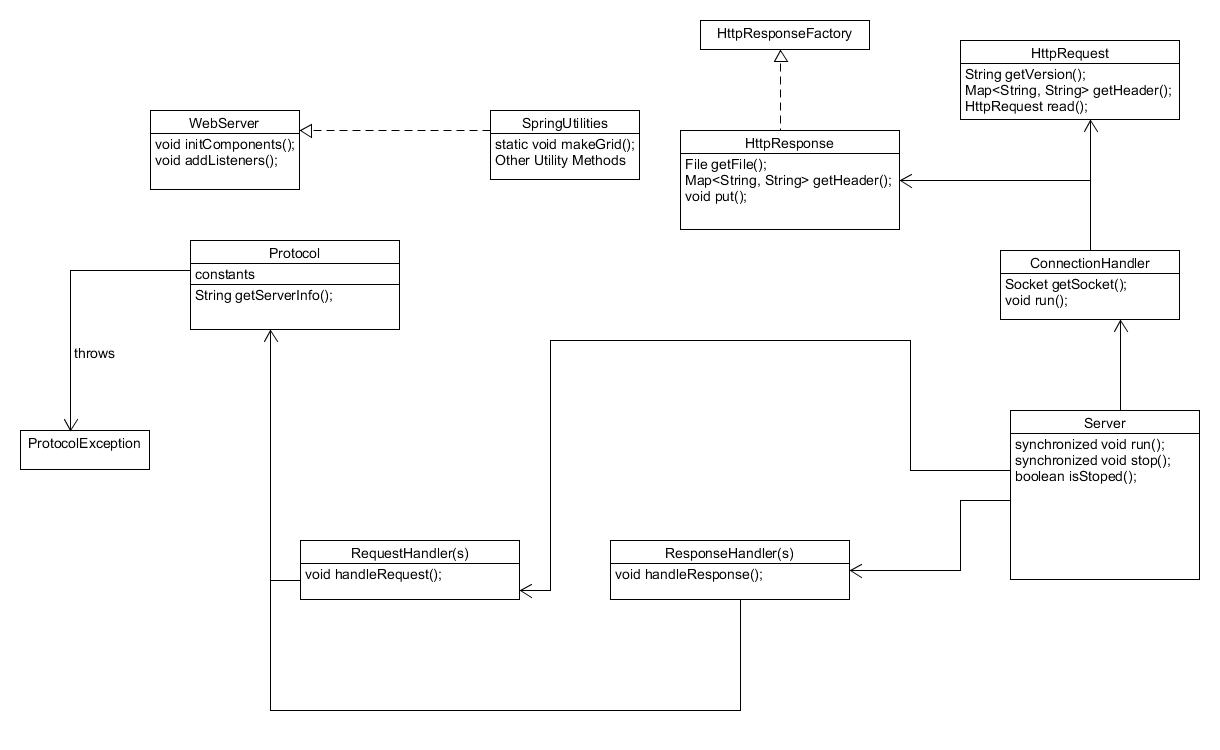 HttpResponseFactory
HttpRequest
String getVersion();
Map<String, String> getHeader();
HttpRequest read();
WebServer
void initComponents();
void addListeners();
SpringUtilities
static void makeGrid();
Other Utility Methods
HttpResponse
File getFile();
Map<String, String> getHeader();
void put();
Protocol
constants
String getServerInfo();
ConnectionHandler
Socket getSocket();
void run();
throws
ProtocolException
Server
synchronized void run();
synchronized void stop();
boolean isStoped();
RequestHandler(s)
void handleRequest();
ResponseHandler(s)
void handleResponse();